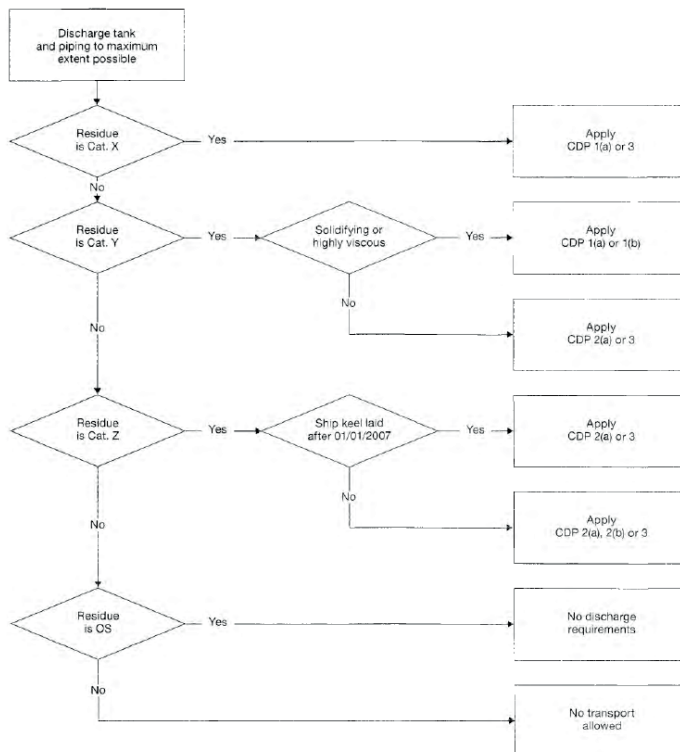 Discharge tank
and piping to maximum
extent possible
Residue
is Cat. X
Yes
Apply
CDP 1(a) or 3
No
Residue
is Cat. Y
Yes
Solidifying or
highly viscous
Yes
Apply
CDP 1(a) or 1(b)
No
Apply
CDP 2(a) or 3
No
Residue
is Cat. Z
Yes
Ship keel laid
after 01/01/2007
Yes
Apply
CDP 2(a) or 3
No
Apply
CDP 2(a), 2(b) or 3
No
Residue
is OS
Yes
No discharge
requirements
No
No transport
allowed